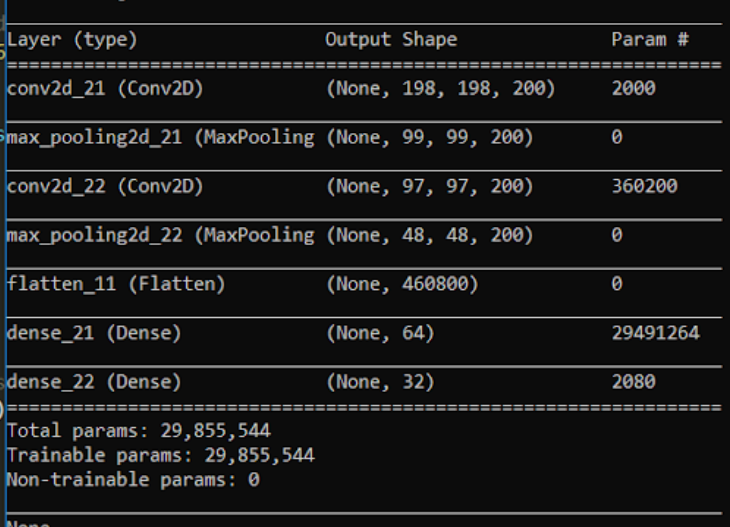 Layer (type) Output Shape Param #
=================================================================
conv2d_21 (Conv2D) (None, 198, 198, 200) 2000
max_pooling2d_21 (MaxPooling (None, 99, 99, 200) 0
conv2d_22 (Conv2D) (None, 97, 97, 200) 360200
max_pooling2d_22 (MaxPooling (None, 48, 48, 200) 0
flatten_11 (Flatten) (None, 460800) 0
dense_21 (Dense) (None, 64) 29491264
dense_22 (Dense) (None, 32) 2080
=================================================================
Total params: 29,855,544
Trainable params: 29,855,544
Non-trainable params: 0
None